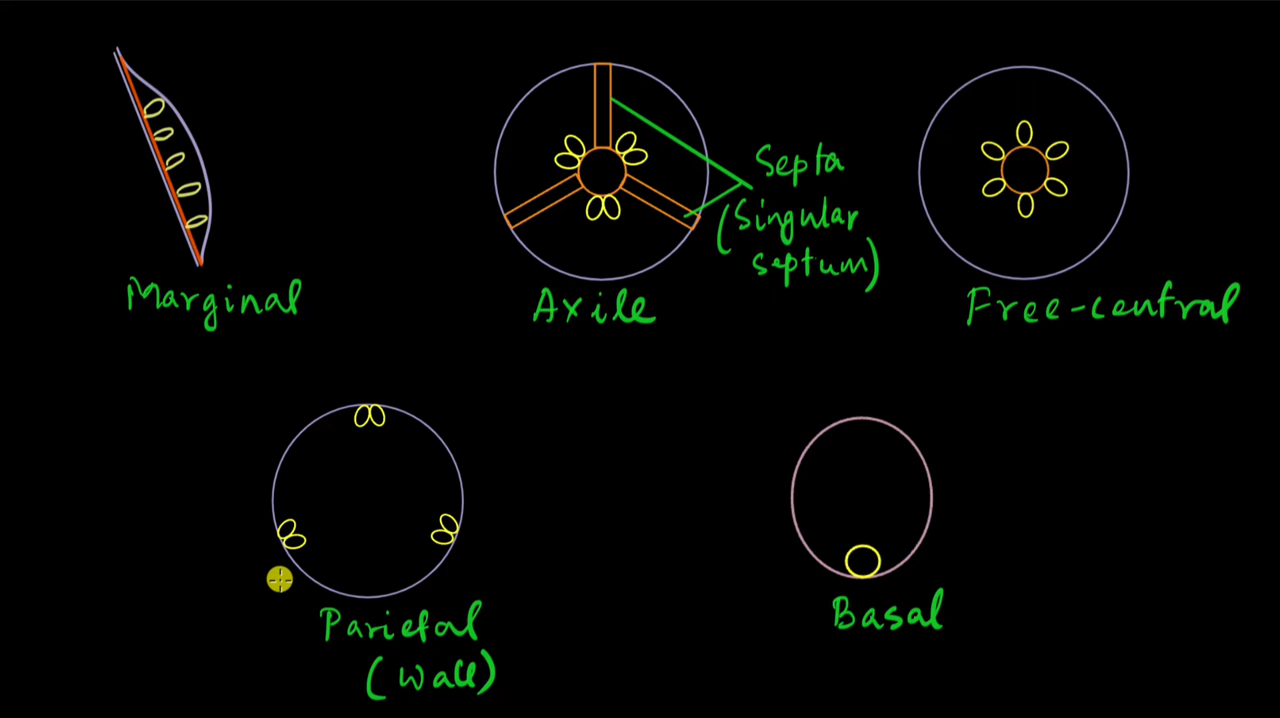 Septa
(Singular
septum)
Marginal
Axile
Free-central
Parietal
(wall)
Basal